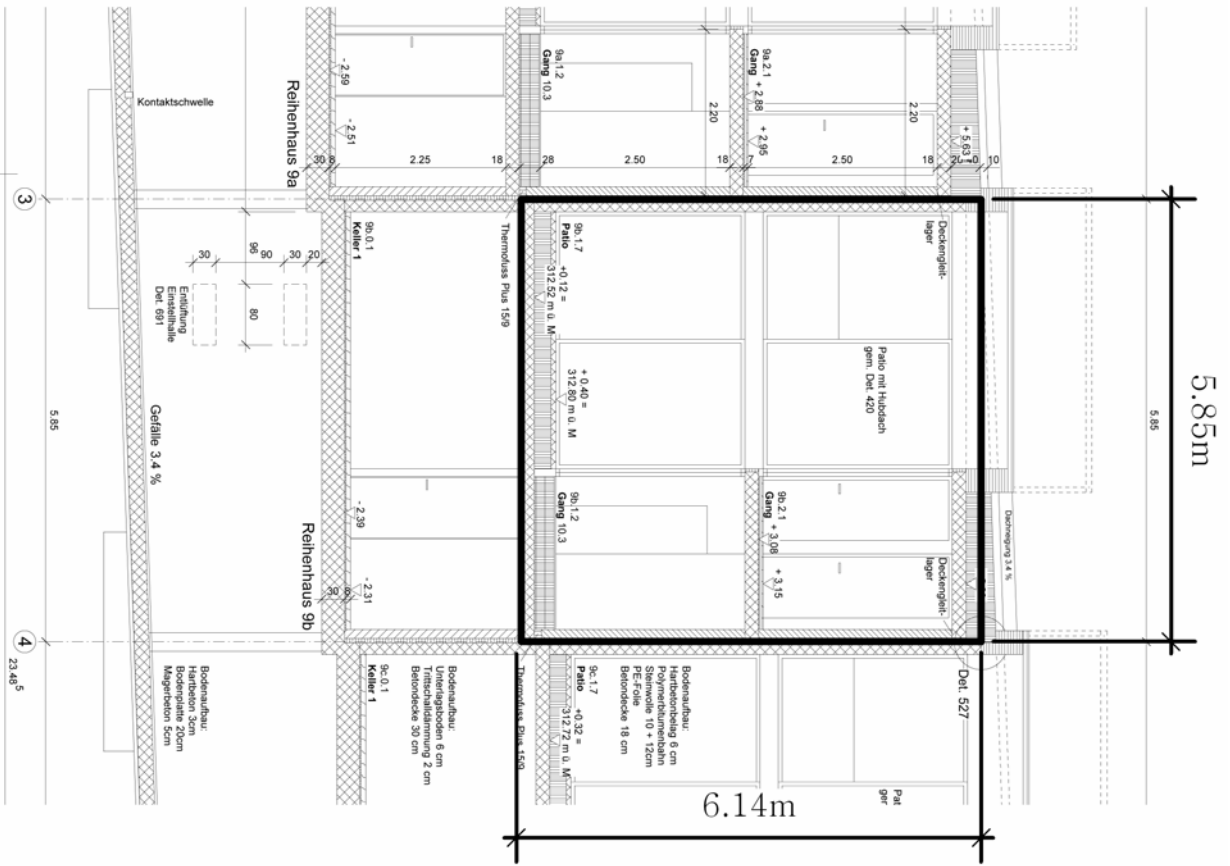 Kontaktschwelle
Reihenhaus 9a
- 2.59
- 2.51
9a.1.2
Gang 10.3
9a.2.1
Gang + 2.88
+ 2.95
2.20
2.20
+ 5.63
30 8 2.25 18 28 2.50 18 7 2.50 18 20 40 10
3
30 90 30 20
96
80
Entlüftung
Einstellhalle
Det. 691
9b.0.1
Keller 1
Thermofuss Plus 15/9
9b.1.7
Patio
+0.12 =
312.52 m ü. M
+ 0.40 =
312.80 m ü. M
Deckengleit-
lager
Patio mit Hubdach
gem. Det. 420
5.85
5.85m
5.85
Gefälle 3.4 %
Reihenhaus 9b
- 2.39
- 2.31
30 8
9b.1.2
Gang 10.3
9b.2.1
Gang + 3.08
+ 3.15
Deckengleit-
lager
Dachneigung 3.4 %
4
23.48 5
Bodenaufbau:
Hartbeton 3cm
Bodenplatte 20cm
Magerbeton 5cm
Bodenaufbau:
Unterlagsboden 6 cm
Trittschalldämmung 2 cm
Betondecke 30 cm
9c.0.1
Keller 1
Thermofuss Plus 15/9
9c.1.7
Patio
+0.32 =
312.72 m ü. M
Bodenaufbau:
Hartbetonbelag 6 cm
Polymerbitumenbahn
Steinwolle 10 + 12cm
PE-Folie
Betondecke 18 cm
Det. 527
Pat
ger
6.14m